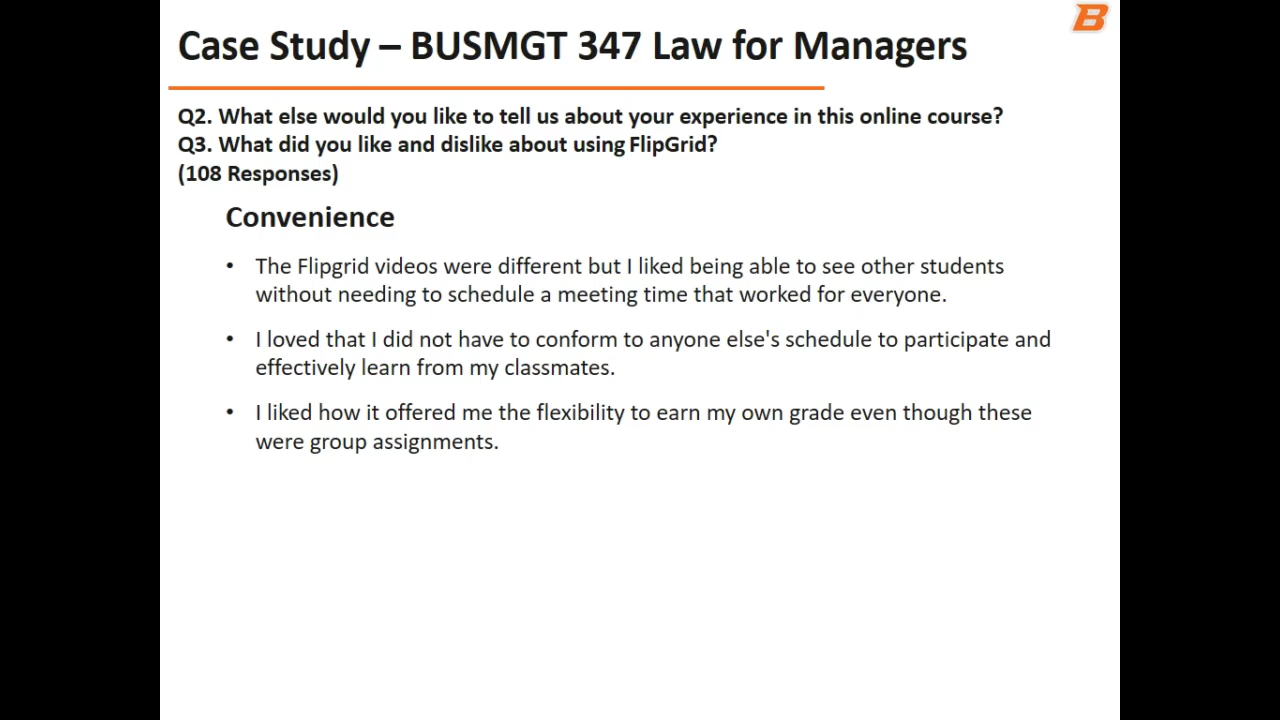 B
Case Study – BUSMGT 347 Law for Managers
Q2. What else would you like to tell us about your experience in this online course?
Q3. What did you like and dislike about using FlipGrid?
(108 Responses)
Convenience
• The Flipgrid videos were different but I liked being able to see other students
without needing to schedule a meeting time that worked for everyone.
• I loved that I did not have to conform to anyone else's schedule to participate and
effectively learn from my classmates.
• I liked how it offered me the flexibility to earn my own grade even though these
were group assignments.